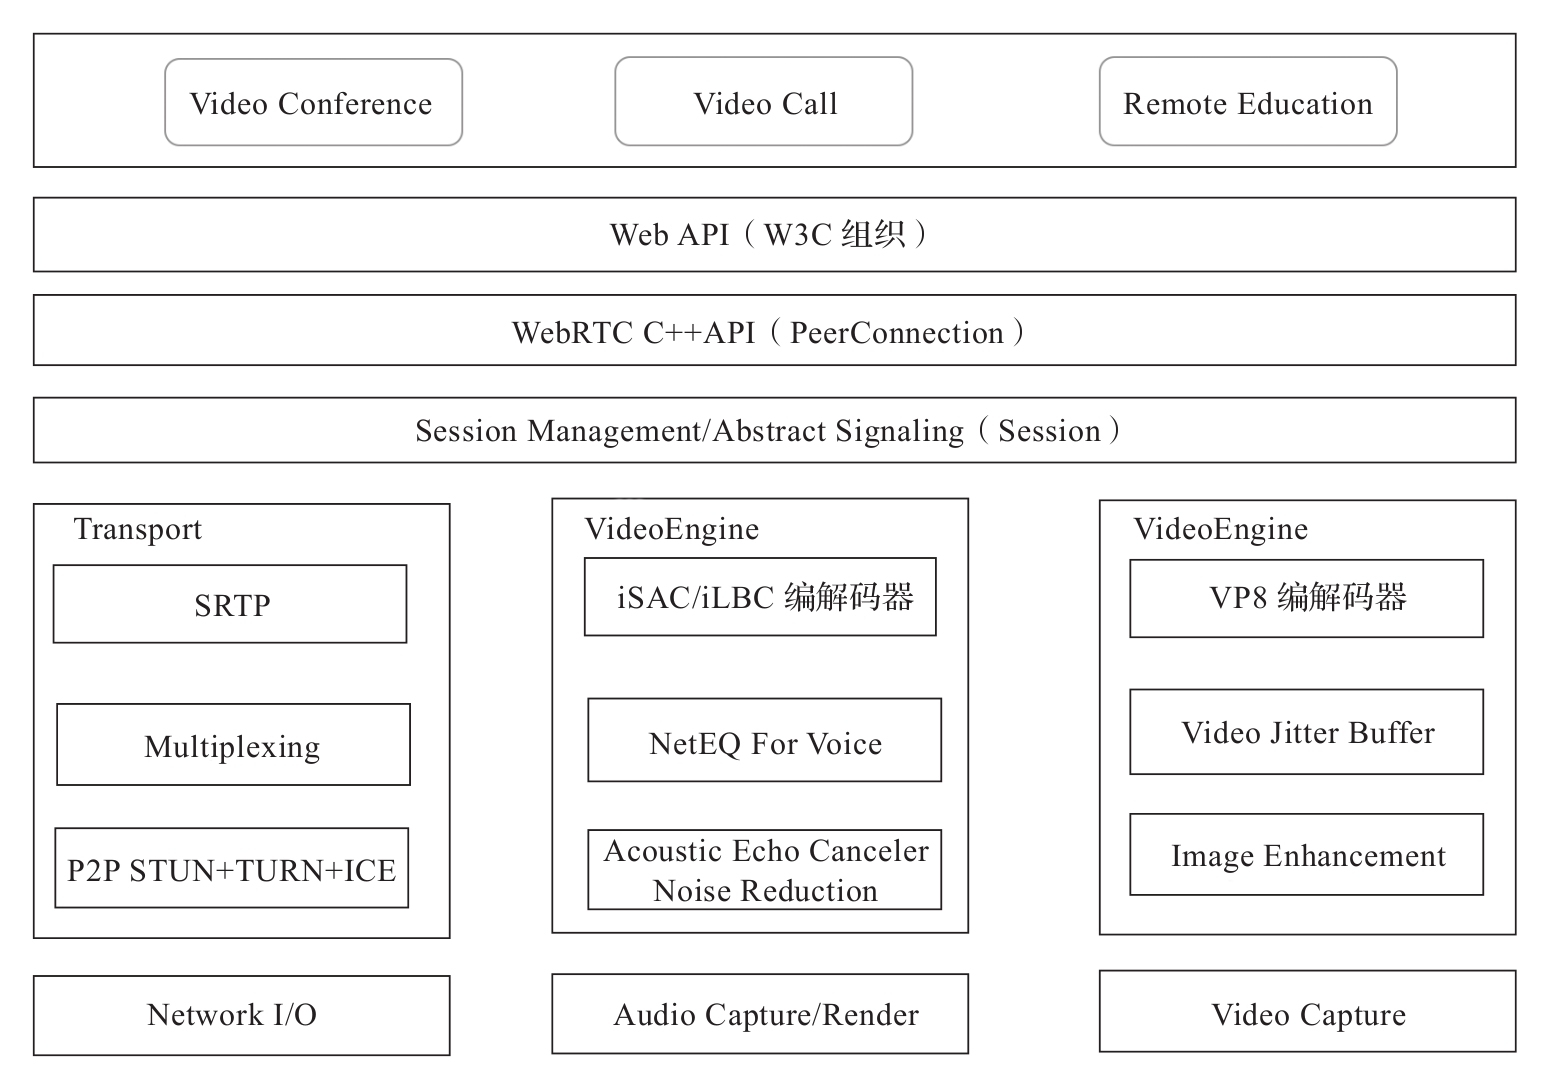 Video Conference
Video Call
Remote Education
Web API（W3C 组织）
WebRTC C++API（PeerConnection）
Session Management/Abstract Signaling（Session）
Transport
SRTP
Multiplexing
P2P STUN+TURN+ICE
VideoEngine
iSAC/iLBC 编解码器
NetEQ For Voice
Acoustic Echo Canceler
Noise Reduction
VideoEngine
VP8 编解码器
Video Jitter Buffer
Image Enhancement
Network I/O
Audio Capture/Render
Video Capture